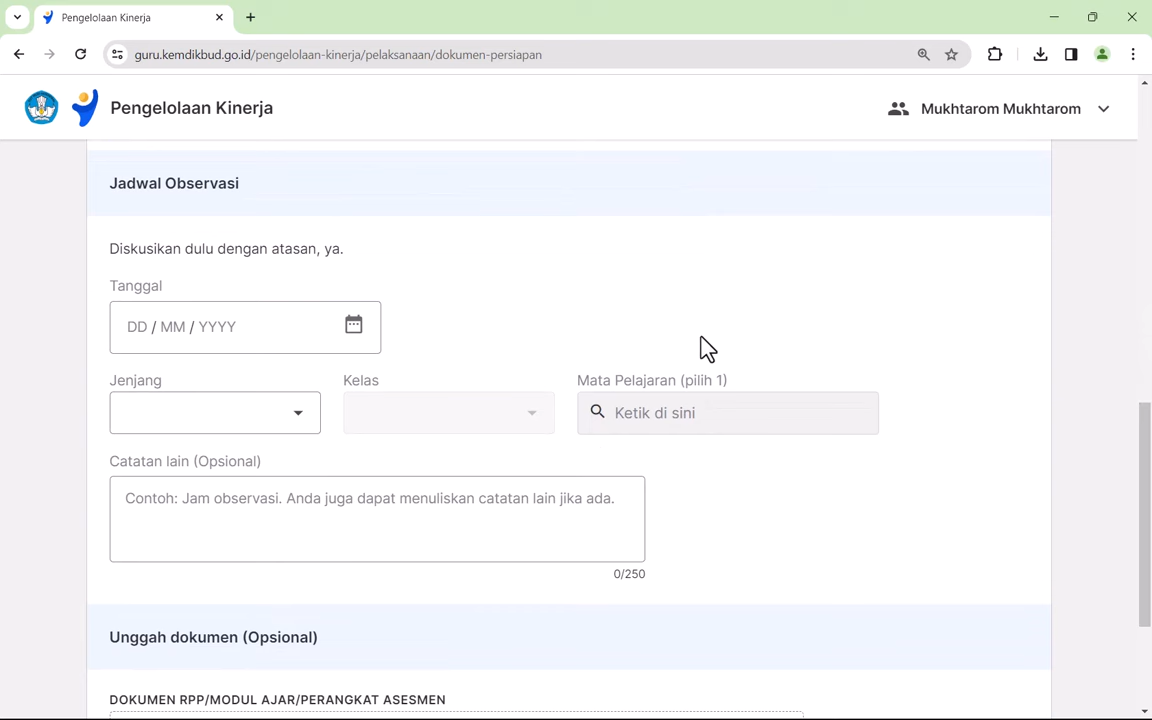 Pengelolaan Kinerja
guru.kemdikbud.go.id/pengelolaan-kinerja/pelaksanaan/dokumen-persiapan
Pengelolaan Kinerja
Mukhtarom Mukhtarom
Jadwal Observasi
Diskusikan dulu dengan atasan, ya.
Tanggal
DD / MM / YYYY
Jenjang Kelas Mata Pelajaran (pilih 1)
Ketik di sini
Catatan lain (Opsional)
Contoh: Jam observasi. Anda juga dapat menuliskan catatan lain jika ada.
0/250
Unggah dokumen (Opsional)
DOKUMEN RPP/MODUL AJAR/PERANGKAT ASESMEN